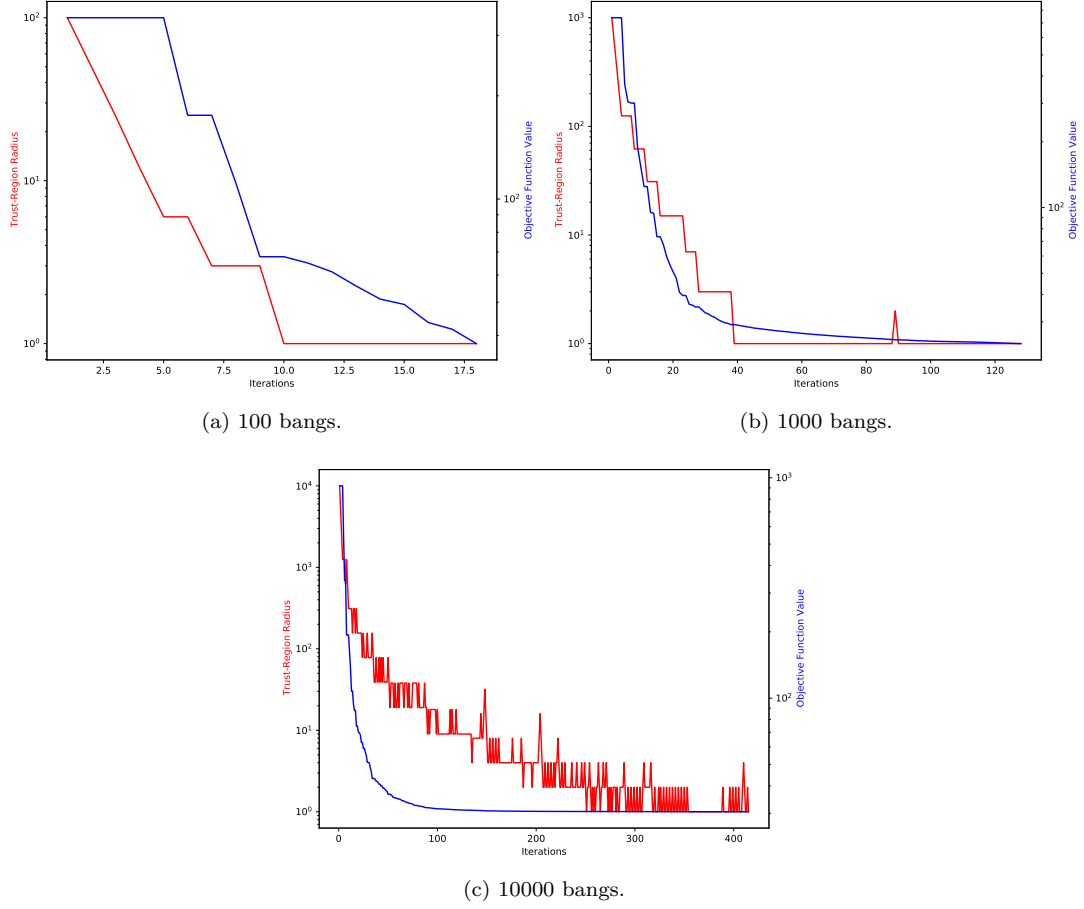 10²
10¹
10⁰
Trust-Region Radius
10²
Objective Function Value
2.5 5.0 7.5 10.0 12.5 15.0 17.5
Iterations
(a) 100 bangs.
10³
10²
10¹
10⁰
Trust-Region Radius
10²
Objective Function Value
0 20 40 60 80 100 120
Iterations
(b) 1000 bangs.
10⁴
10³
10²
10¹
10⁰
Trust-Region Radius
10³
10²
Objective Function Value
0 100 200 300 400
Iterations
(c) 10000 bangs.